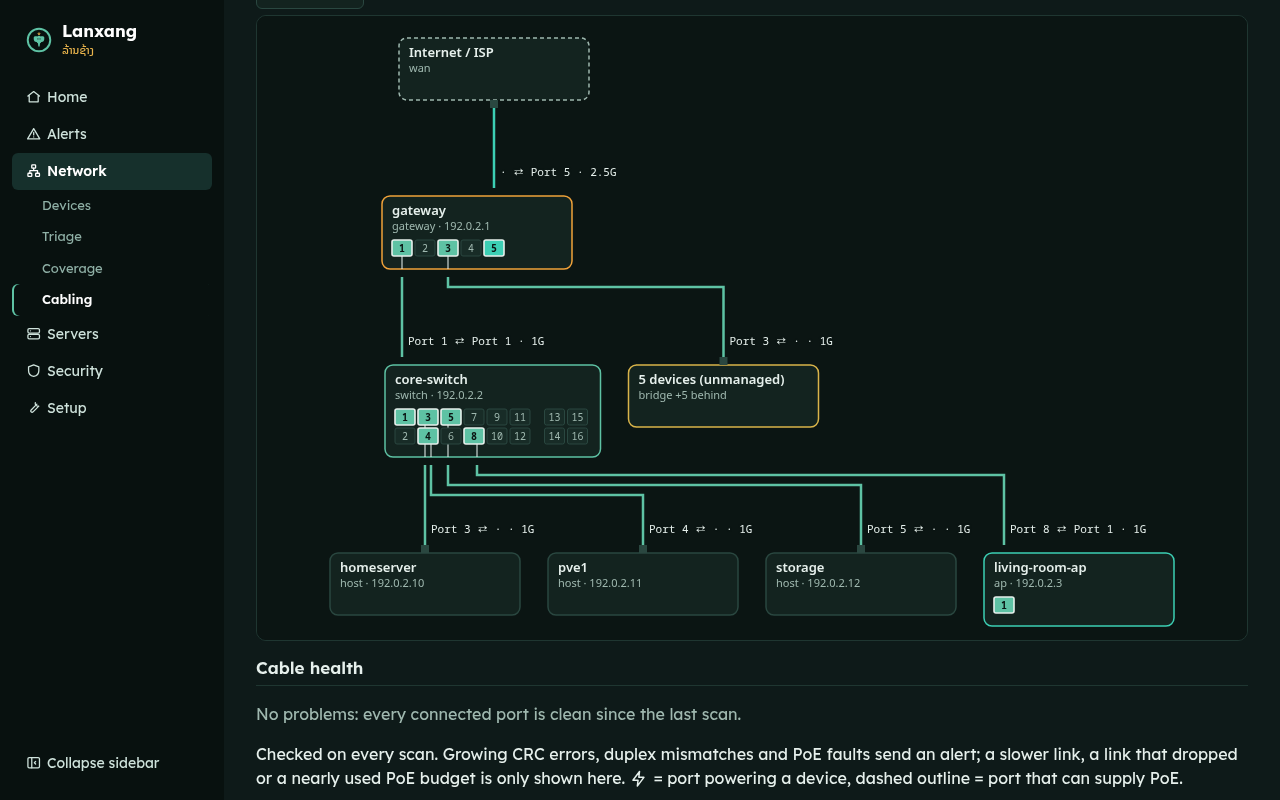 Lanxang
ລ້ານຊ້າງ
Home
Alerts
Network
Devices
Triage
Coverage
Cabling
Servers
Security
Setup
Collapse sidebar
Internet / ISP
wan
· ⇄ Port 5 · 2.5G
gateway
gateway · 192.0.2.1
1 2 3 4 5
Port 1 ⇄ Port 1 · 1G
Port 3 ⇄ · · 1G
core-switch
switch · 192.0.2.2
1 3 5 7 9 11 13 15
2 4 6 8 10 12 14 16
5 devices (unmanaged)
bridge +5 behind
Port 3 ⇄ · · 1G
Port 4 ⇄ · · 1G
Port 5 ⇄ · · 1G
Port 8 ⇄ Port 1 · 1G
homeserver
host · 192.0.2.10
pve1
host · 192.0.2.11
storage
host · 192.0.2.12
living-room-ap
ap · 192.0.2.3
1
Cable health
No problems: every connected port is clean since the last scan.
Checked on every scan. Growing CRC errors, duplex mismatches and PoE faults send an alert; a slower link, a link that dropped
or a nearly used PoE budget is only shown here. = port powering a device, dashed outline = port that can supply PoE.